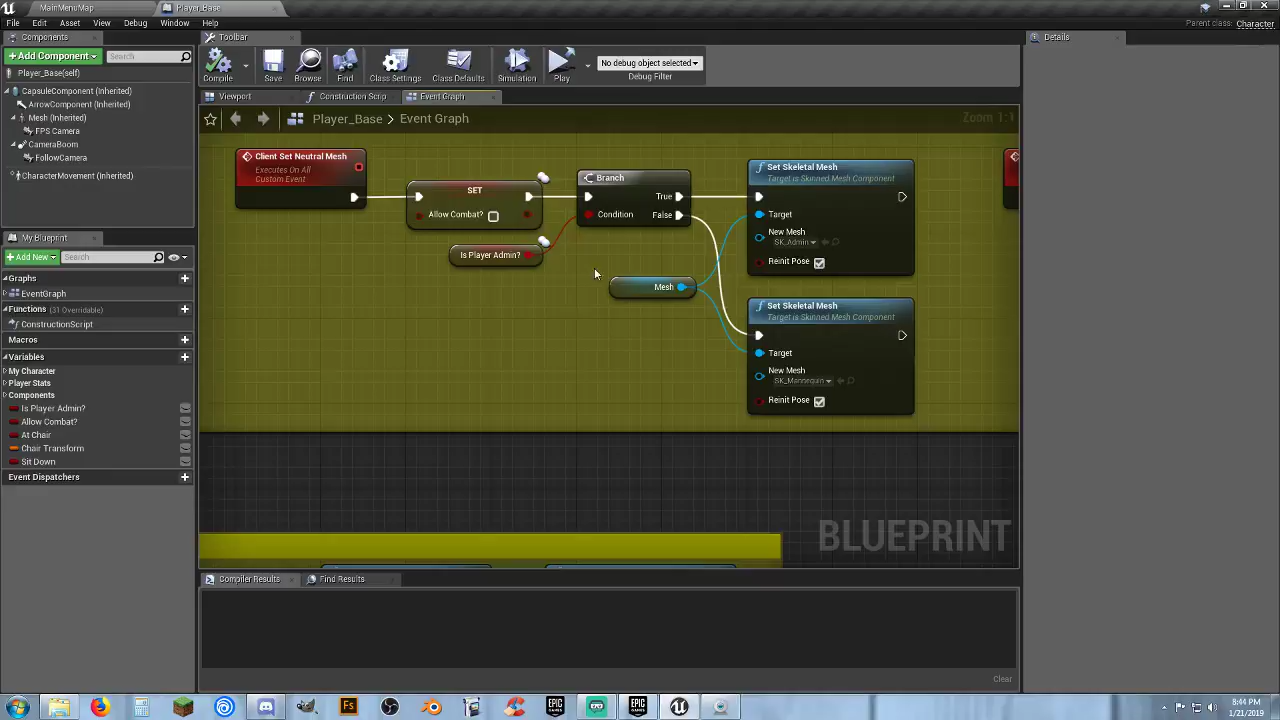 MainMenuMap
Player_Base
File Edit Asset View Debug Window Help
Parent class: Character
Components
Toolbar
Details
Add Component
Search
Compile
Save
Browse
Find
Class Settings
Class Defaults
Simulation
Play
No debug object selected
Debug Filter
Player_Base(self)
CapsuleComponent (Inherited)
ArrowComponent (Inherited)
Mesh (Inherited)
FPS Camera
CameraBoom
FollowCamera
CharacterMovement (Inherited)
Viewport
Construction Scrip
Event Graph
Player_Base > Event Graph
Zoom 1:1
Client Set Neutral Mesh
Executes On All
Custom Event
SET
Allow Combat?
Is Player Admin?
Branch
True
Condition
False
Mesh
Set Skeletal Mesh
Target is Skinned Mesh Component
Target
New Mesh
SK_Admin
Reinit Pose
Set Skeletal Mesh
Target is Skinned Mesh Component
Target
New Mesh
SK_Mannequin
Reinit Pose
BLUEPRINT
My Blueprint
Add New
Search
Graphs
EventGraph
Functions (31 Overridable)
ConstructionScript
Macros
Variables
My Character
Player Stats
Components
Is Player Admin?
Allow Combat?
At Chair
Chair Transform
Sit Down
Event Dispatchers
Compiler Results
Find Results
Clear
Fs
EPIC
GAMES
EPIC
GAMES
8:44 PM
1/21/2019